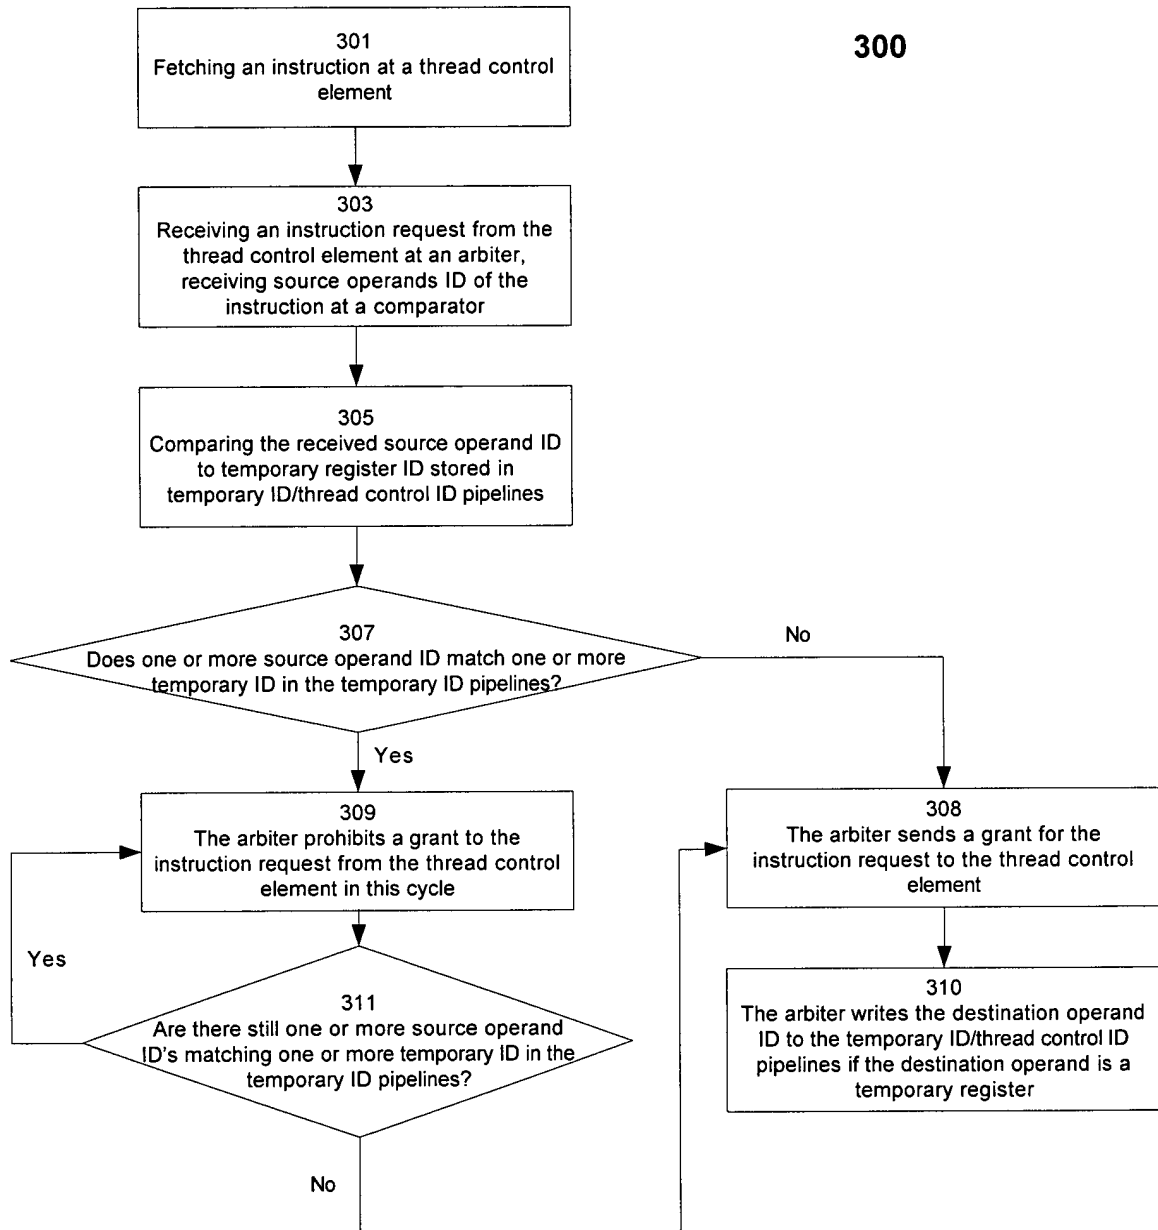 300
301
Fetching an instruction at a thread control
element
303
Receiving an instruction request from the
thread control element at an arbiter,
receiving source operands ID of the
instruction at a comparator
305
Comparing the received source operand ID
to temporary register ID stored in
temporary ID/thread control ID pipelines
307
Does one or more source operand ID match one or more
temporary ID in the temporary ID pipelines?
No
Yes
309
The arbiter prohibits a grant to the
instruction request from the thread control
element in this cycle
308
The arbiter sends a grant for the
instruction request to the thread control
element
Yes
311
Are there still one or more source operand
ID's matching one or more temporary ID in the
temporary ID pipelines?
310
The arbiter writes the destination operand
ID to the temporary ID/thread control ID
pipelines if the destination operand is a
temporary register
No